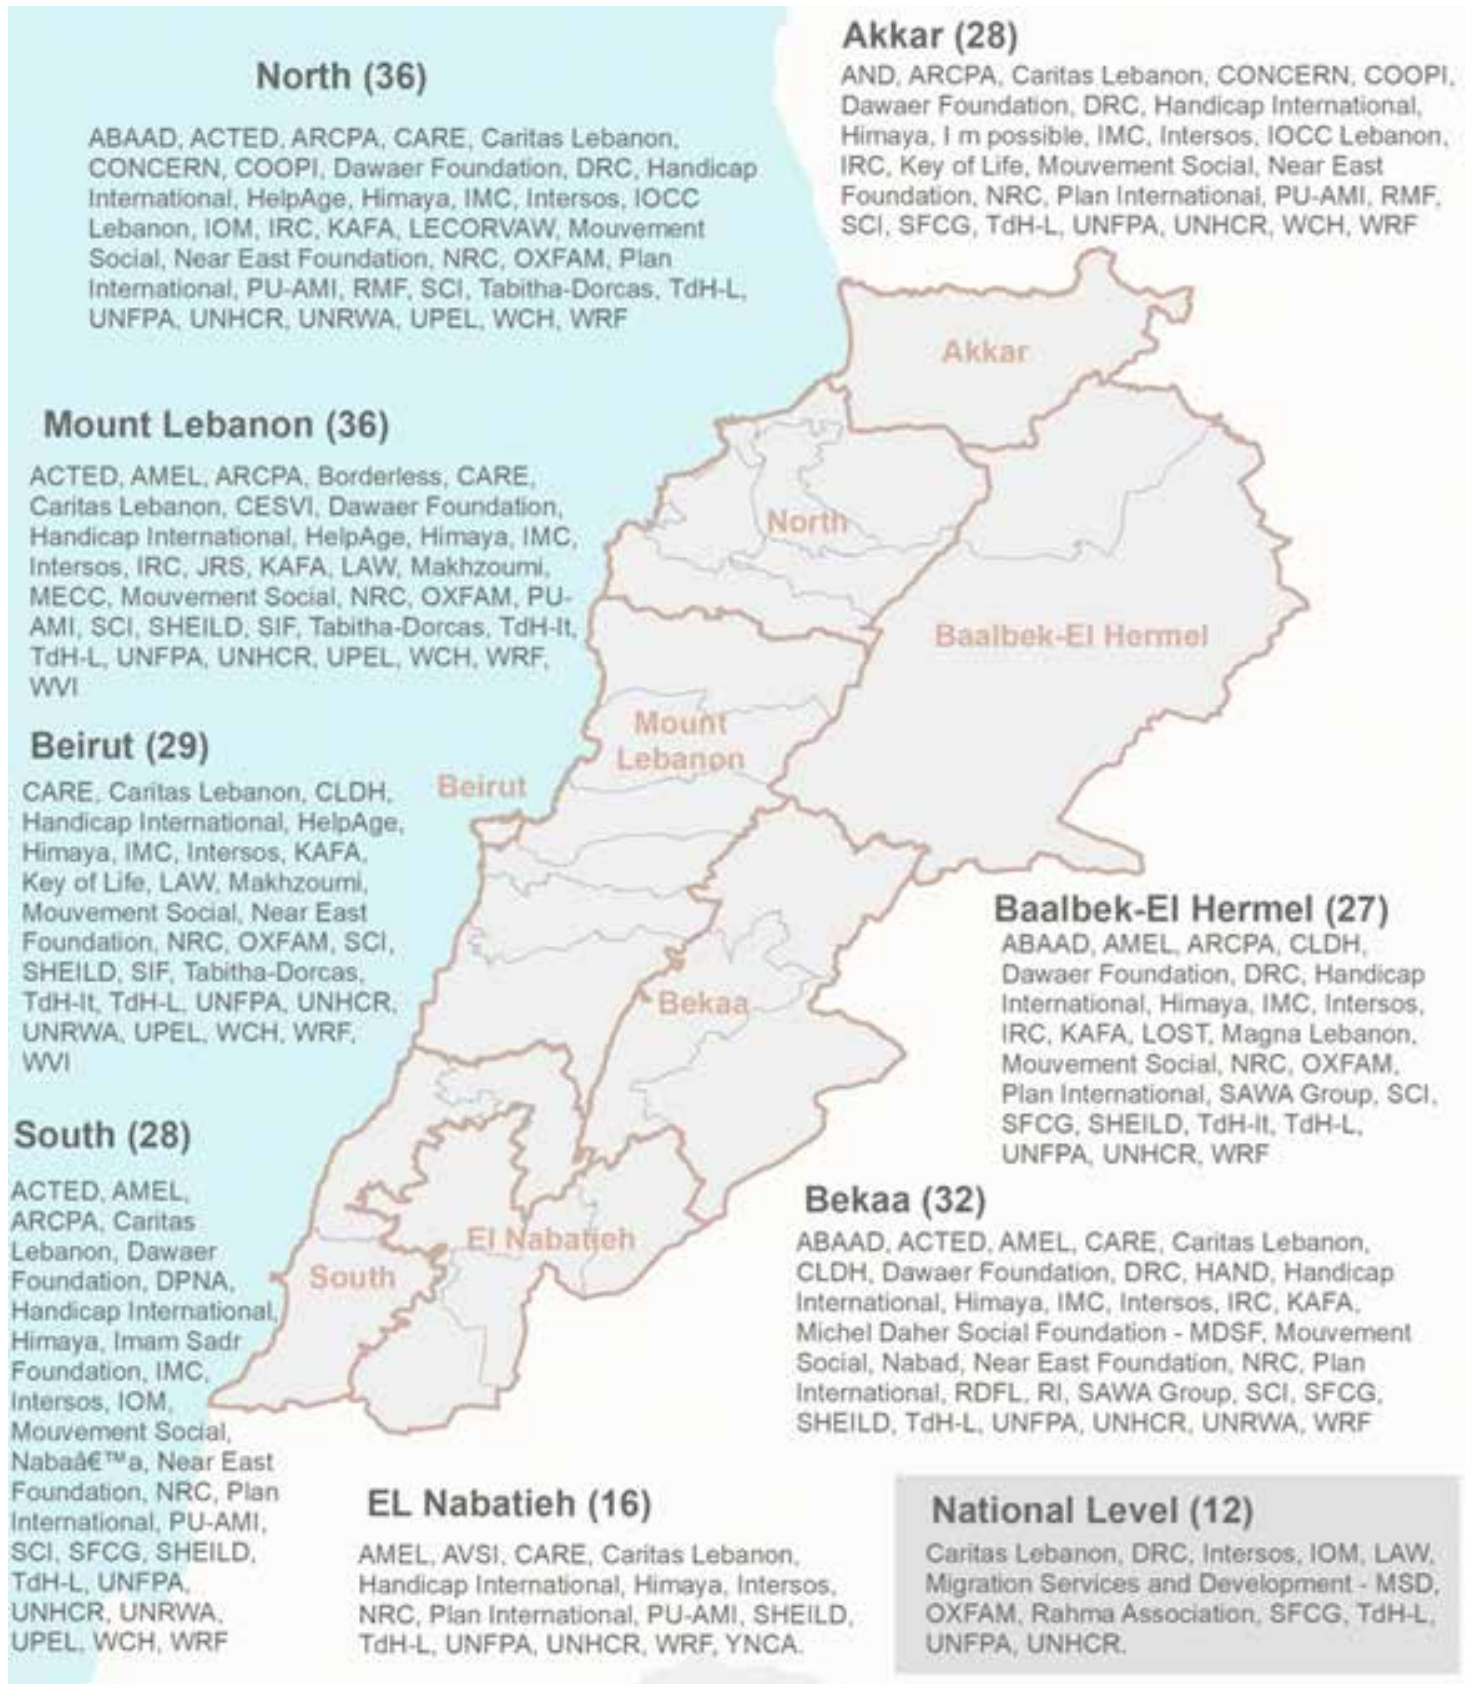 North (36)
ABAAD, ACTED, ARCPA, CARE, Caritas Lebanon,
CONCERN, COOPI, Dawaer Foundation, DRC, Handicap
International, HelpAge, Himaya, IMC, Intersos, IOCC
Lebanon, IOM, IRC, KAFA, LECORVAW, Mouvement
Social, Near East Foundation, NRC, OXFAM, Plan
International, PU-AMI, RMF, SCI, Tabitha-Dorcas, TdH-L,
UNFPA, UNHCR, UNRWA, UPEL, WCH, WRF
Akkar (28)
AND, ARCPA, Caritas Lebanon, CONCERN, COOPI,
Dawaer Foundation, DRC, Handicap International,
Himaya, I m possible, IMC, Intersos, IOCC Lebanon,
IRC, Key of Life, Mouvement Social, Near East
Foundation, NRC, Plan International, PU-AMI, RMF,
SCI, SFCG, TdH-L, UNFPA, UNHCR, WCH, WRF
Mount Lebanon (36)
ACTED, AMEL, ARCPA, Borderless, CARE,
Caritas Lebanon, CESVI, Dawaer Foundation,
Handicap International, HelpAge, Himaya, IMC,
Intersos, IRC, JRS, KAFA, LAW, Makhzoumi,
MECC, Mouvement Social, NRC, OXFAM, PU-
AMI, SCI, SHEILD, SIF, Tabitha-Dorcas, TdH-It,
TdH-L, UNFPA, UNHCR, UPEL, WCH, WRF,
WVI
Beirut (29)
CARE, Caritas Lebanon, CLDH,
Handicap International, HelpAge,
Himaya, IMC, Intersos, KAFA,
Key of Life, LAW, Makhzoumi,
Mouvement Social, Near East
Foundation, NRC, OXFAM, SCI,
SHEILD, SIF, Tabitha-Dorcas,
TdH-It, TdH-L, UNFPA, UNHCR,
UNRWA, UPEL, WCH, WRF,
WVI
South (28)
ACTED, AMEL,
ARCPA, Caritas
Lebanon, Dawaer
Foundation, DPNA,
Handicap International,
Himaya, Imam Sadr
Foundation, IMC,
Intersos, IOM,
Mouvement Social,
Nabaâ€™a, Near East
Foundation, NRC, Plan
International, PU-AMI,
SCI, SFCG, SHEILD,
TdH-L, UNFPA,
UNHCR, UNRWA,
UPEL, WCH, WRF
Akkar
North
Baalbek-El Hermel
Mount
Lebanon
Beirut
Bekaa
El Nabatieh
South
Baalbek-El Hermel (27)
ABAAD, AMEL, ARCPA, CLDH,
Dawaer Foundation, DRC, Handicap
International, Himaya, IMC, Intersos,
IRC, KAFA, LOST, Magna Lebanon,
Mouvement Social, NRC, OXFAM,
Plan International, SAWA Group, SCI,
SFCG, SHEILD, TdH-It, TdH-L,
UNFPA, UNHCR, WRF
Bekaa (32)
ABAAD, ACTED, AMEL, CARE, Caritas Lebanon,
CLDH, Dawaer Foundation, DRC, HAND, Handicap
International, Himaya, IMC, Intersos, IRC, KAFA,
Michel Daher Social Foundation - MDSF, Mouvement
Social, Nabad, Near East Foundation, NRC, Plan
International, RDFL, RI, SAWA Group, SCI, SFCG,
SHEILD, TdH-L, UNFPA, UNHCR, UNRWA, WRF
EL Nabatieh (16)
AMEL, AVSI, CARE, Caritas Lebanon,
Handicap International, Himaya, Intersos,
NRC, Plan International, PU-AMI, SHEILD,
TdH-L, UNFPA, UNHCR, WRF, YNCA.
National Level (12)
Caritas Lebanon, DRC, Intersos, IOM, LAW,
Migration Services and Development - MSD,
OXFAM, Rahma Association, SFCG, TdH-L,
UNFPA, UNHCR.